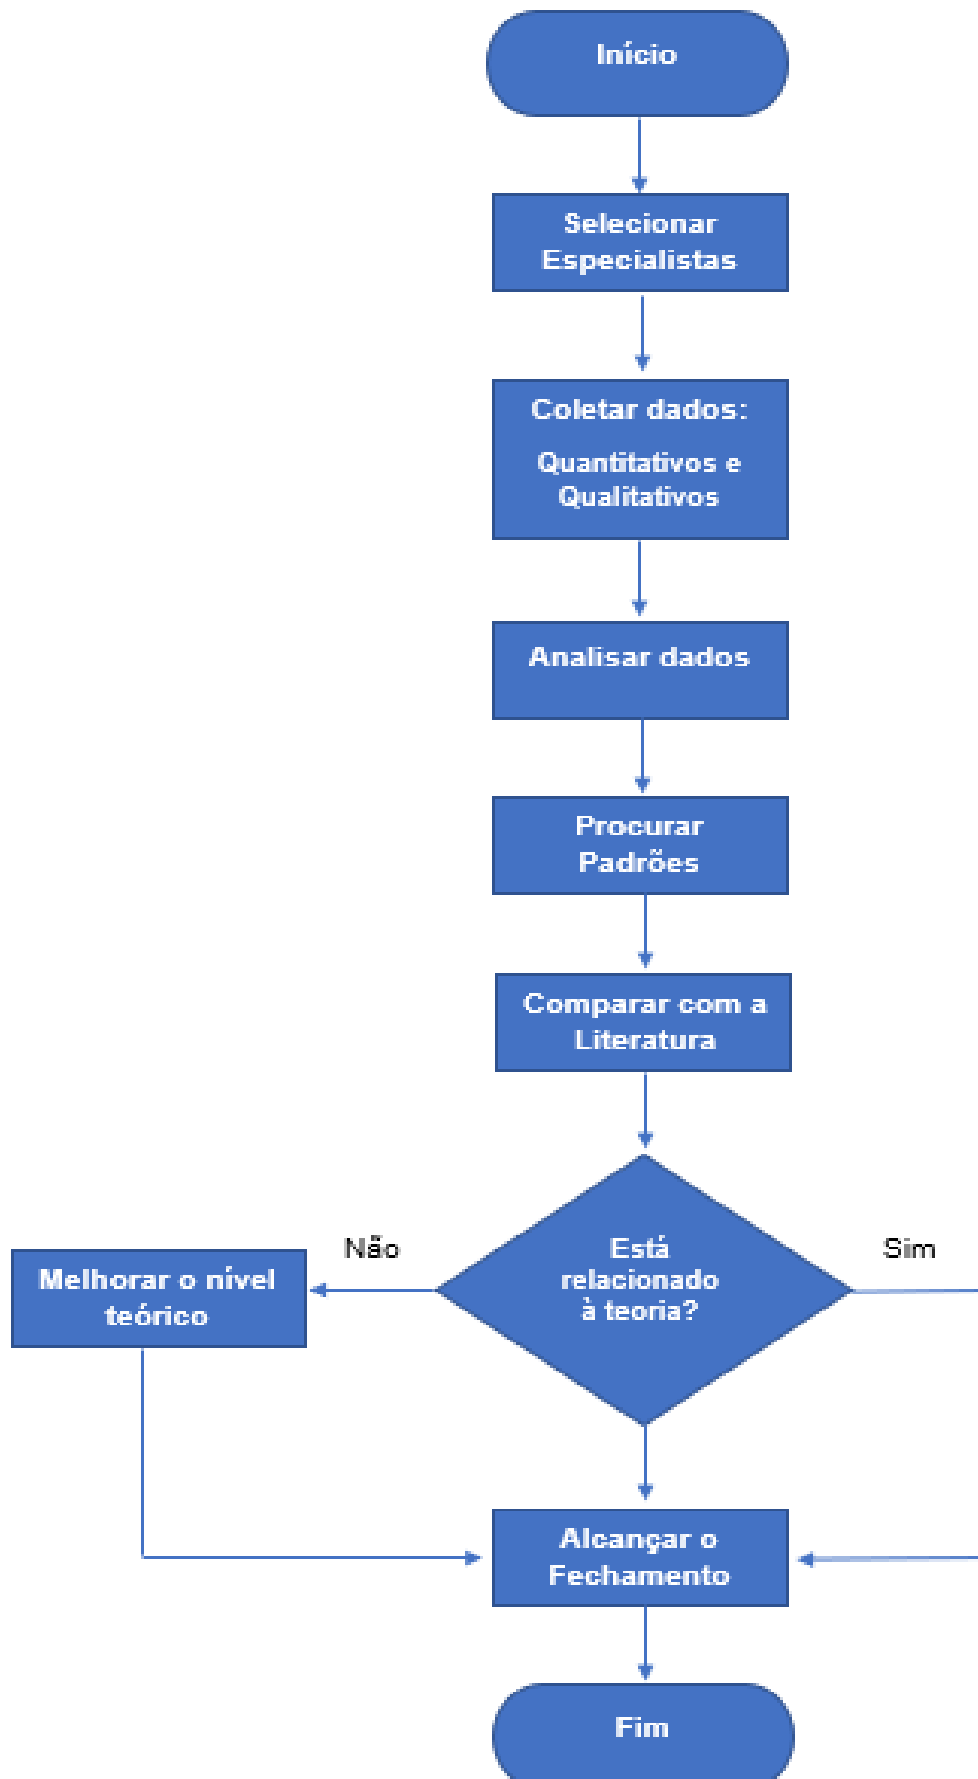 Início
Selecionar
Especialistas
Coletar dados:
Quantitativos e
Qualitativos
Analisar dados
Procurar
Padrões
Comparar com a
Literatura
Está
relacionado
à teoria?
Não
Sim
Melhorar o nível
teórico
Alcançar o
Fechamento
Fim